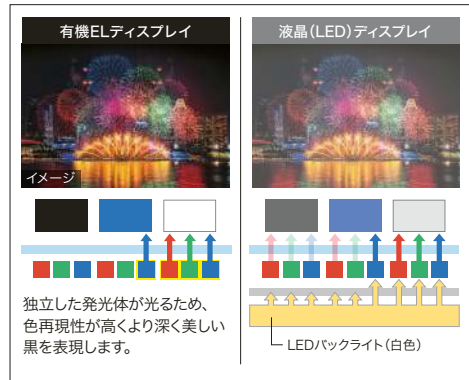 有機ELディスプレイ
イメージ
独立した発光体が光るため、
色再現性が高くより深く美しい
黒を表現します。
液晶(LED)ディスプレイ
LEDバックライト(白色)